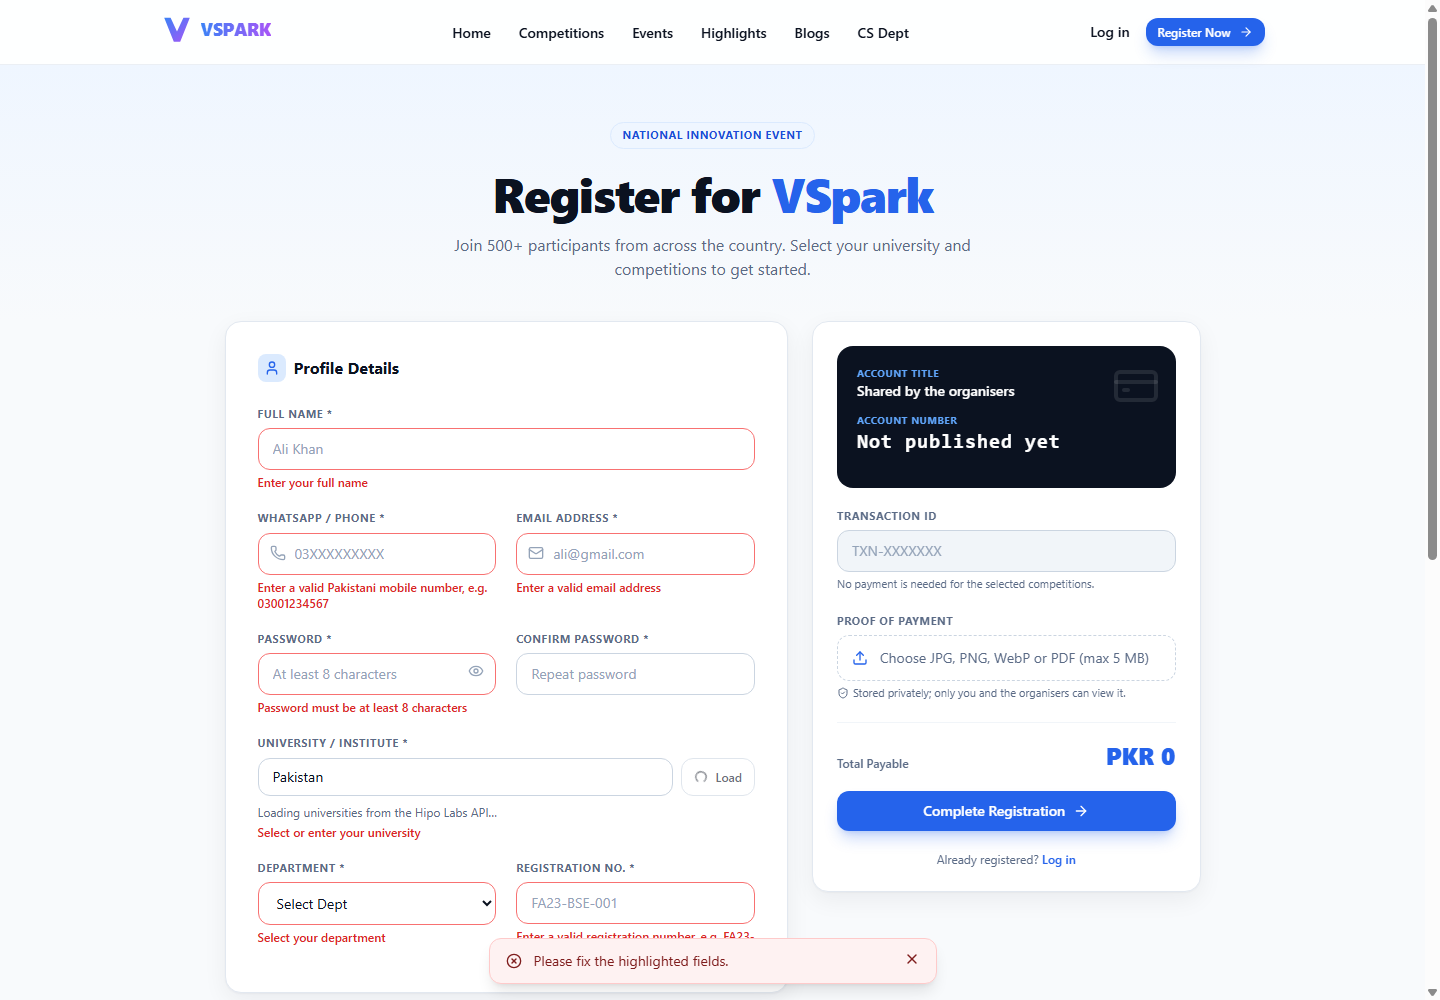 VSPARK
Home
Competitions
Events
Highlights
Blogs
CS Dept
Log in
Register Now
NATIONAL INNOVATION EVENT
Register for VSpark
Join 500+ participants from across the country. Select your university and
competitions to get started.
Profile Details
FULL NAME *
Ali Khan
Enter your full name
WHATSAPP / PHONE *
03XXXXXXXXX
Enter a valid Pakistani mobile number, e.g.
03001234567
EMAIL ADDRESS *
ali@gmail.com
Enter a valid email address
PASSWORD *
At least 8 characters
Password must be at least 8 characters
CONFIRM PASSWORD *
Repeat password
UNIVERSITY / INSTITUTE *
Pakistan
Load
Loading universities from the Hipo Labs API...
Select or enter your university
DEPARTMENT *
Select Dept
Select your department
REGISTRATION NO. *
FA23-BSE-001
Enter a valid registration number, e.g. FA23-
ACCOUNT TITLE
Shared by the organisers
ACCOUNT NUMBER
Not published yet
TRANSACTION ID
TXN-XXXXXXX
No payment is needed for the selected competitions.
PROOF OF PAYMENT
Choose JPG, PNG, WebP or PDF (max 5 MB)
Stored privately; only you and the organisers can view it.
Total Payable
PKR 0
Complete Registration
Already registered? Log in
Please fix the highlighted fields.